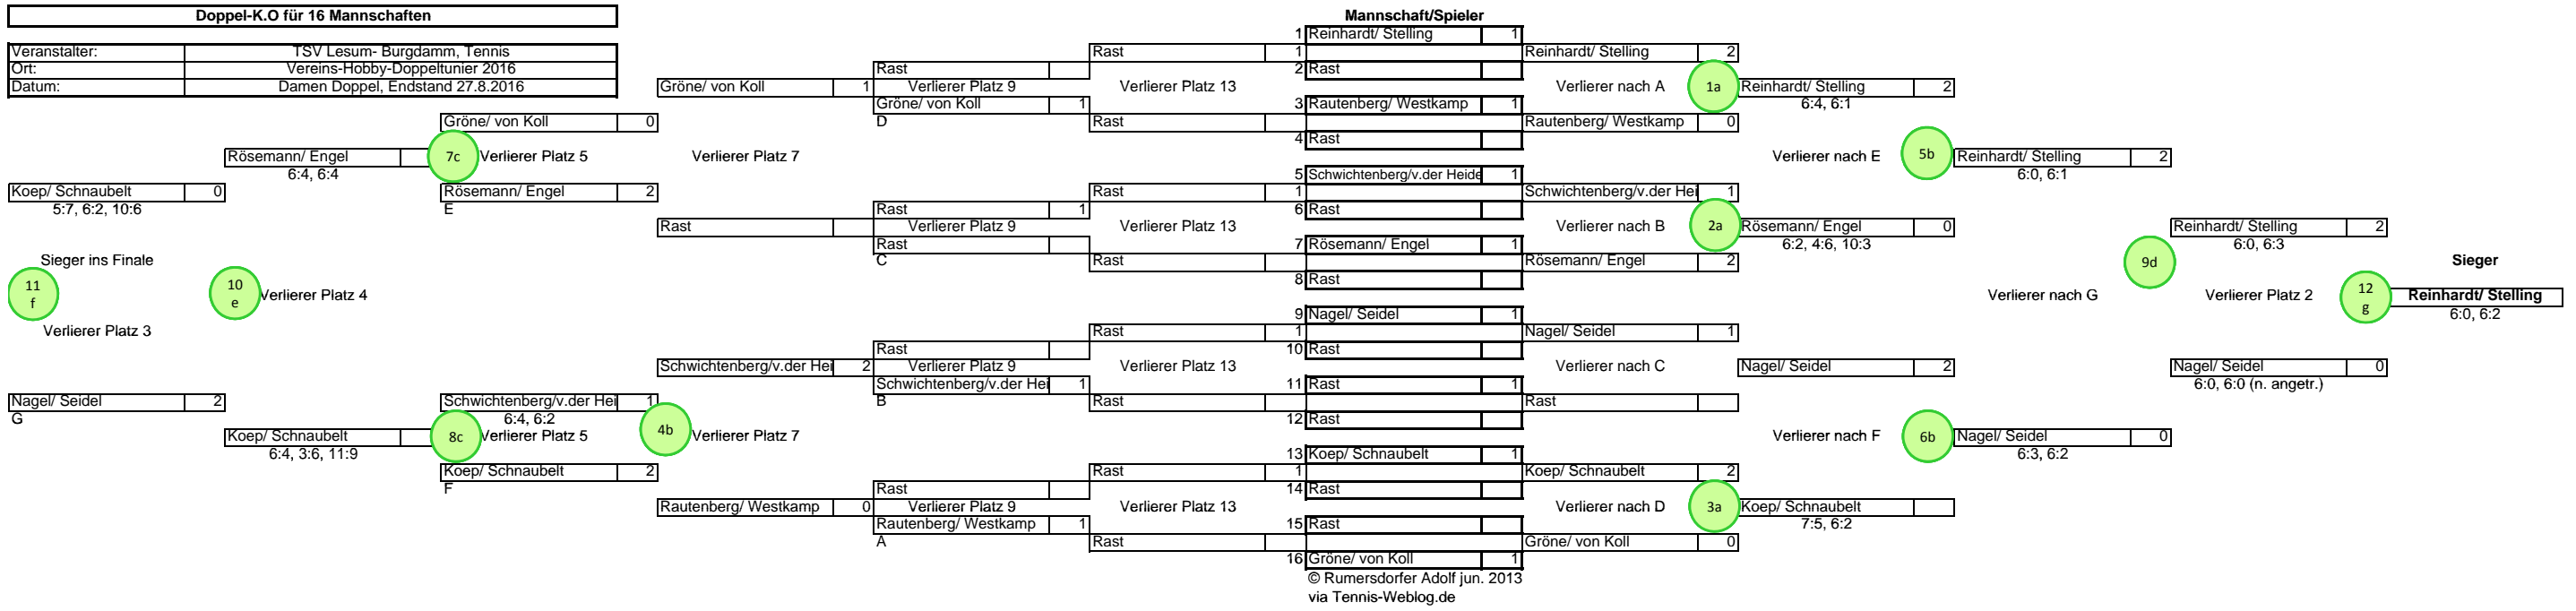 Doppel-K.O für 16 Mannschaften Mannschaft/Spieler
1 Reinhardt/ Stelling 1
Veranstalter: TSV Lesum- Burgdamm, Tennis Rast 1 Reinhardt/ Stelling 2
Ort: Vereins-Hobby-Doppeltunier 2016 Rast 2 Rast
Datum: Damen Doppel, Endstand 27.8.2016 Gröne/ von Koll 1 Verlierer Platz 9 Verlierer Platz 13 Verlierer nach A 1a Reinhardt/ Stelling 2
Gröne/ von Koll 1 3 Rautenberg/ Westkamp 1 6:4, 6:1
Gröne/ von Koll 0 D Rast Rautenberg/ Westkamp 0
4 Rast
Rösemann/ Engel 7c Verlierer Platz 5 Verlierer Platz 7 Verlierer nach E 5b Reinhardt/ Stelling 2
6:4, 6:4 5 Schwichtenberg/v.der Heide 1 6:0, 6:1
Koep/ Schnaubelt 0 Rösemann/ Engel 2 Rast 1 Schwichtenberg/v.der Hei 1
5:7, 6:2, 10:6 E Rast 1 6 Rast
Rast Verlierer Platz 9 Verlierer Platz 13 Verlierer nach B 2a Rösemann/ Engel 0 Reinhardt/ Stelling 2
Rast 7 Rösemann/ Engel 1 6:2, 4:6, 10:3 6:0, 6:3
Sieger ins Finale C Rast Rösemann/ Engel 2 9d Sieger
8 Rast
11 f 10 e Verlierer Platz 4 Verlierer nach G Verlierer Platz 2 12 g Reinhardt/ Stelling
9 Nagel/ Seidel 1 6:0, 6:2
Verlierer Platz 3 Rast 1 Nagel/ Seidel 1
Rast 10 Rast
Schwichtenberg/v.der Hei 2 Verlierer Platz 9 Verlierer Platz 13 Verlierer nach C Nagel/ Seidel 2 Nagel/ Seidel 0
Schwichtenberg/v.der Hei 1 11 Rast 1 6:0, 6:0 (n. angetr.)
Nagel/ Seidel 2 Schwichtenberg/v.der Hei 1 B Rast Rast
G 6:4, 6:2 12 Rast
Koep/ Schnaubelt 8c Verlierer Platz 5 4b Verlierer Platz 7 Verlierer nach F 6b Nagel/ Seidel 0
6:4, 3:6, 11:9 13 Koep/ Schnaubelt 1 6:3, 6:2
Koep/ Schnaubelt 2 Rast 1 Koep/ Schnaubelt 2
F Rast 14 Rast
Rautenberg/ Westkamp 0 Verlierer Platz 9 Verlierer Platz 13 Verlierer nach D 3a Koep/ Schnaubelt
Rautenberg/ Westkamp 1 15 Rast 7:5, 6:2
A Rast Gröne/ von Koll 0
16 Gröne/ von Koll 1
© Rumersdorfer Adolf jun. 2013
via Tennis-Weblog.de